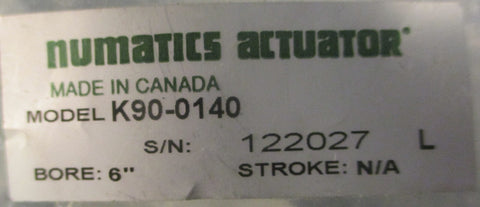 numatics actuator
MADE IN CANADA
MODEL K90-0140
S/N: 122027 L
BORE: 6" STROKE: N/A